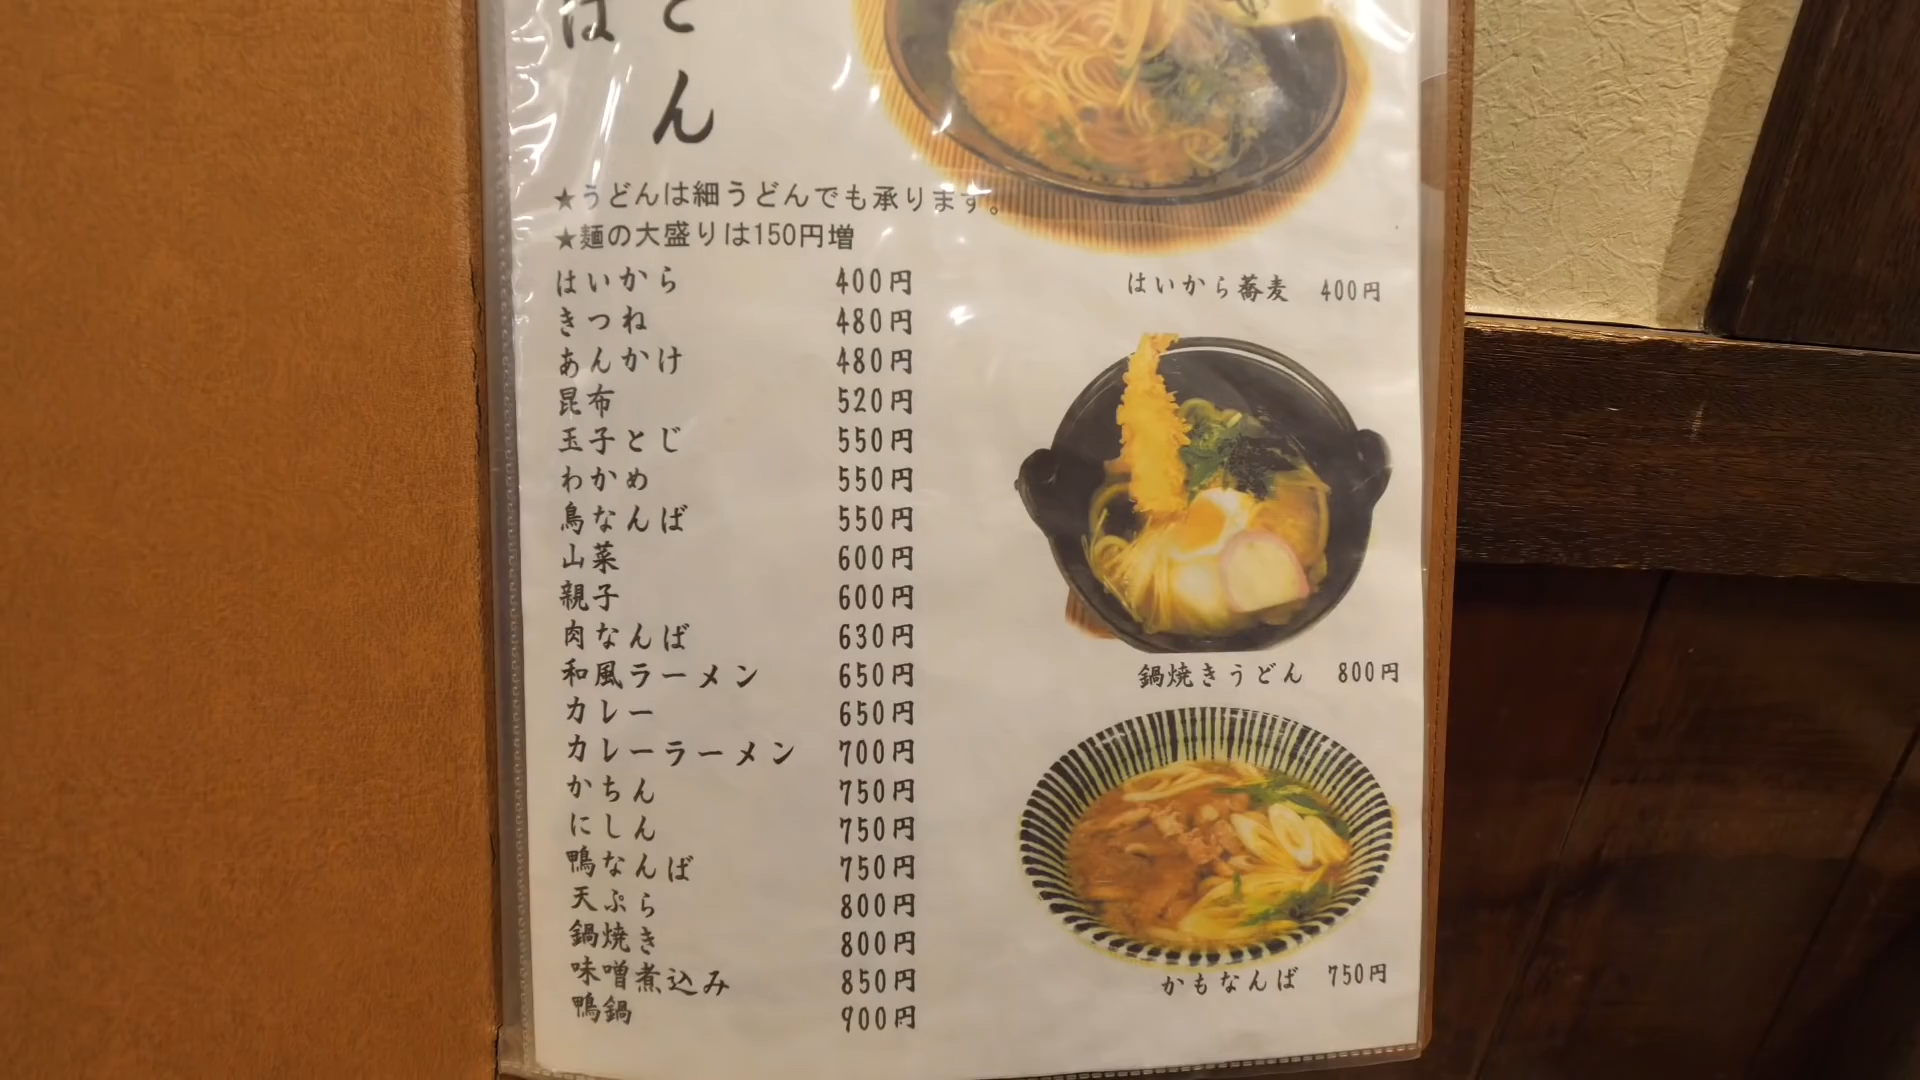 は
どん
★うどんは細うどんでも承ります。
★麺の大盛りは150円増
はいから 400円
きつね 480円
あんかけ 480円
昆布 520円
玉子とじ 550円
わかめ 550円
鳥なんば 550円
山菜 600円
親子 600円
肉なんば 630円
和風ラーメン 650円
カレー 650円
カレーラーメン 700円
かちん 750円
にしん 750円
鴨なんば 750円
天ぷら 800円
鍋焼き 800円
味噌煮込み 850円
鴨鍋 900円
はいから蕎麦 400円
鍋焼きうどん 800円
かもなんば 750円